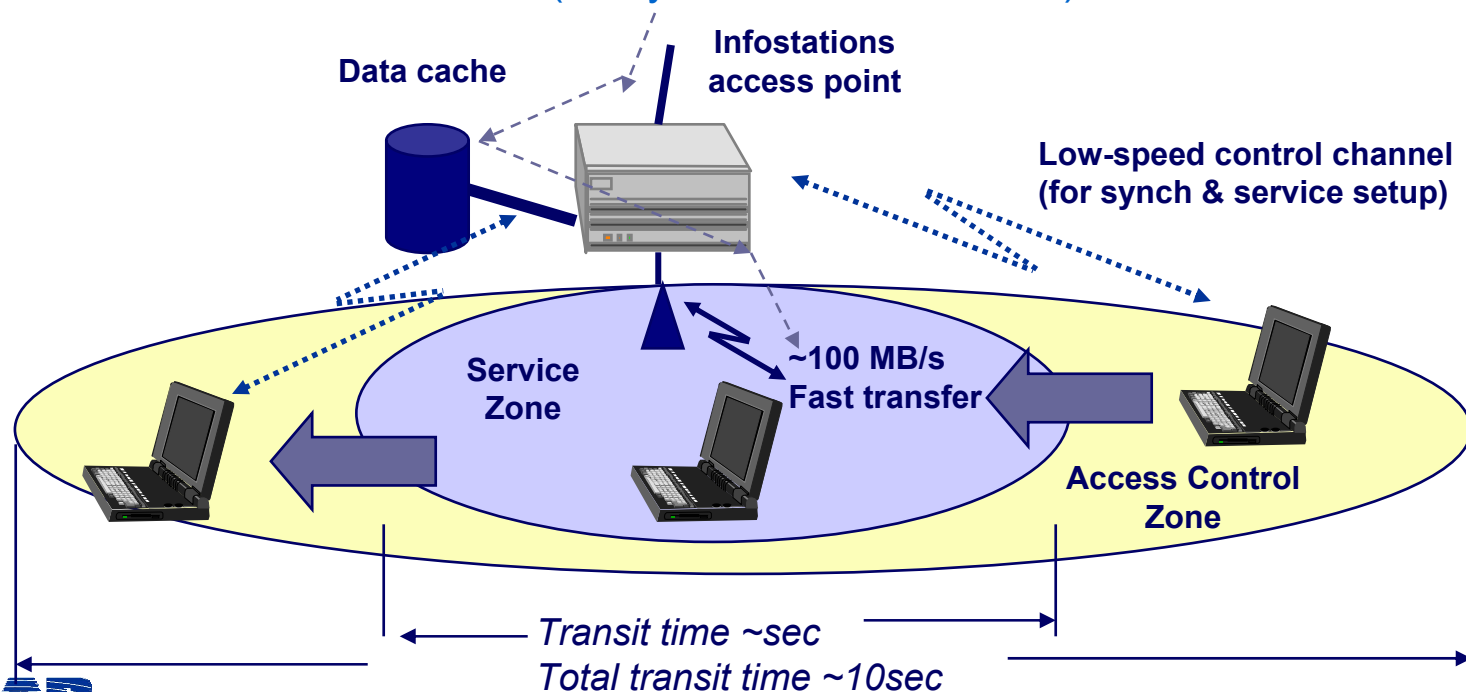 Infostations
access point
Data cache
Low-speed control channel
(for synch & service setup)
~100 MB/s
Fast transfer
Service
Zone
Access Control
Zone
Transit time ~sec
Total transit time ~10sec